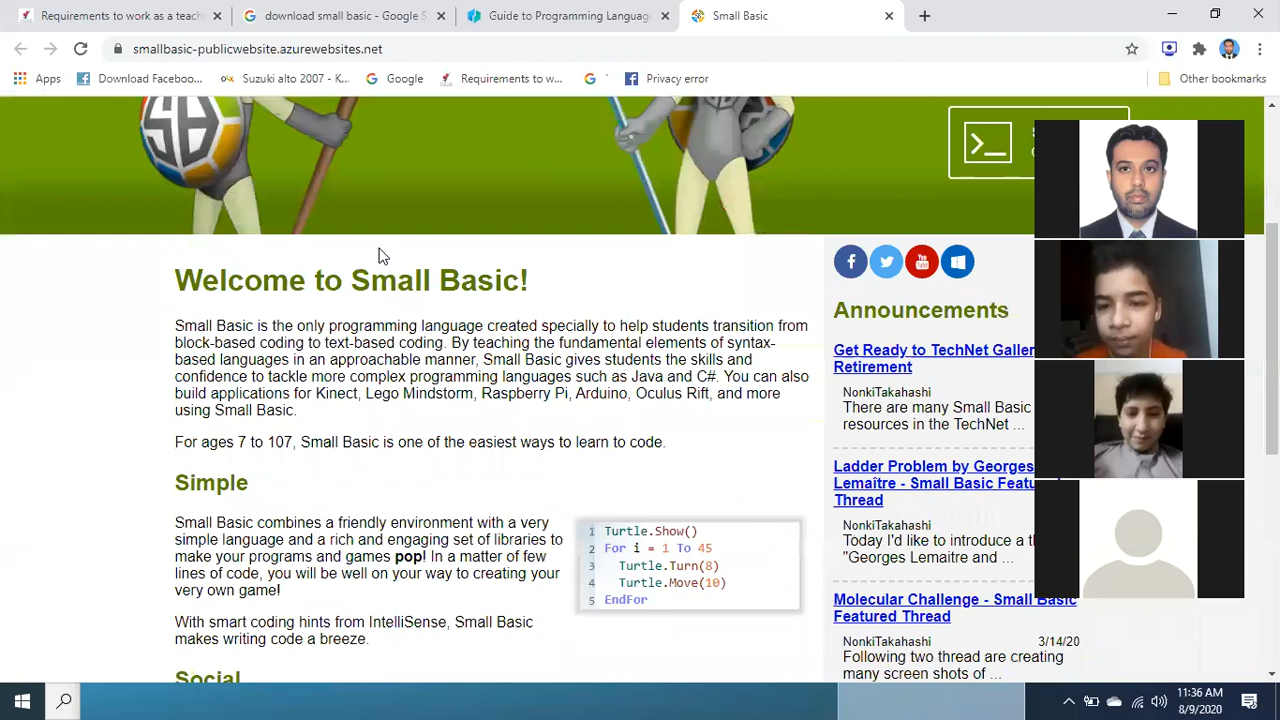 Requirements to work as a teach
download small basic - Google S
Guide to Programming Language
Small Basic
smallbasic-publicwebsite.azurewebsites.net
Apps
Download Faceboo...
Suzuki alto 2007 - K...
Google
Requirements to w...
Privacy error
Other bookmarks
SB
Welcome to Small Basic!
Small Basic is the only programming language created specially to help students transition from
block-based coding to text-based coding. By teaching the fundamental elements of syntax-
based languages in an approachable manner, Small Basic gives students the skills and
confidence to tackle more complex programming languages such as Java and C#. You can also
build applications for Kinect, Lego Mindstorm, Raspberry Pi, Arduino, Oculus Rift, and more
using Small Basic.
For ages 7 to 107, Small Basic is one of the easiest ways to learn to code.
Simple
Small Basic combines a friendly environment with a very
simple language and a rich and engaging set of libraries to
make your programs and games pop! In a matter of few
lines of code, you will be well on your way to creating your
very own game!
With smart coding hints from IntelliSense, Small Basic
makes writing code a breeze.
1 Turtle.Show()
2 For i = 1 To 45
3 Turtle.Turn(8)
4 Turtle.Move(10)
5 EndFor
Social
Announcements
Get Ready to TechNet Galler
Retirement
NonkiTakahashi
There are many Small Basic
resources in the TechNet ...
Ladder Problem by Georges
Lemaître - Small Basic Featu
Thread
NonkiTakahashi
Today I'd like to introduce a th
"Georges Lemaitre and ...
Molecular Challenge - Small Basic
Featured Thread
NonkiTakahashi 3/14/20
Following two thread are creating
many screen shots of ...
11:36 AM
8/9/2020